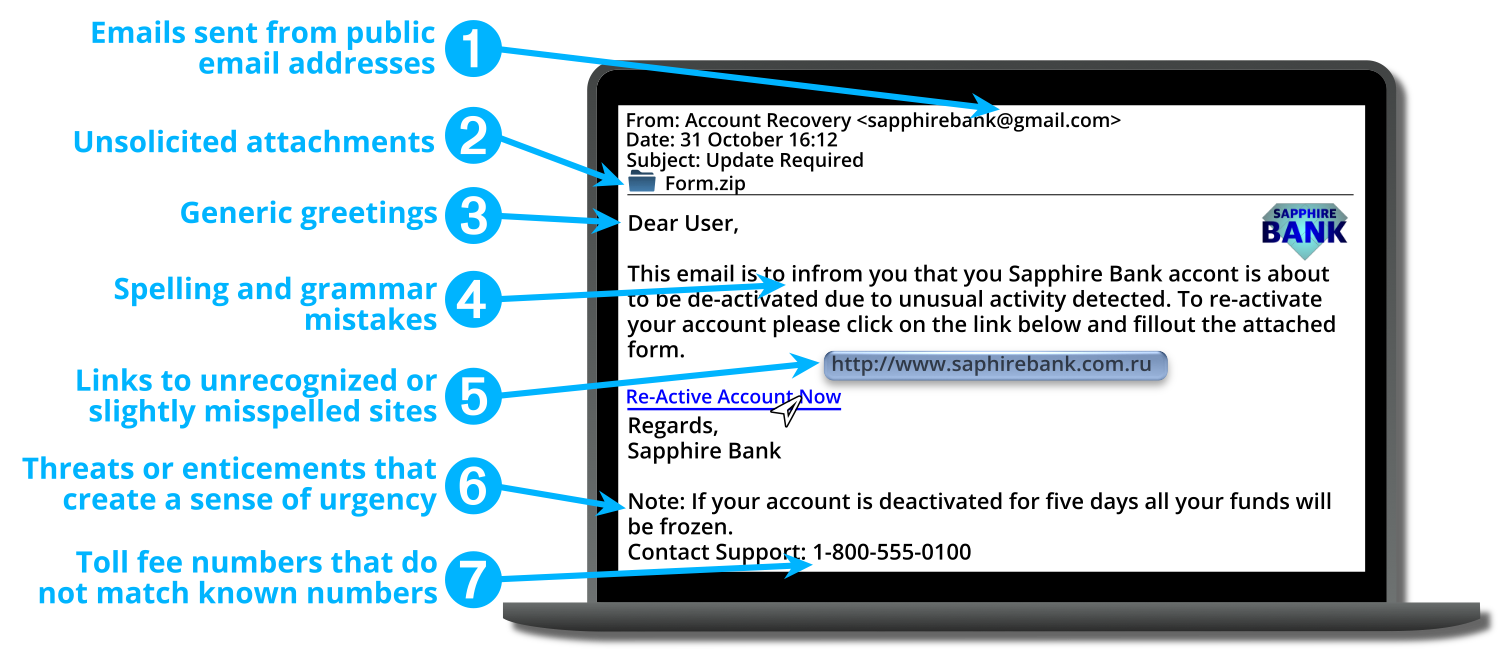 Emails sent from public
email addresses
1
Unsolicited attachments
2
Generic greetings
3
Spelling and grammar
mistakes
4
Links to unrecognized or
slightly misspelled sites
5
Threats or enticements that
create a sense of urgency
6
Toll fee numbers that do
not match known numbers
7
From: Account Recovery <sapphirebank@gmail.com>
Date: 31 October 16:12
Subject: Update Required
Form.zip
Dear User,
SAPPHIRE
BANK
This email is to infrom you that you Sapphire Bank accont is about
to be de-activated due to unusual activity detected. To re-activate
your account please click on the link below and fillout the attached
form.
http://www.saphirebank.com.ru
Re-Active Account Now
Regards,
Sapphire Bank
Note: If your account is deactivated for five days all your funds will
be frozen.
Contact Support: 1-800-555-0100